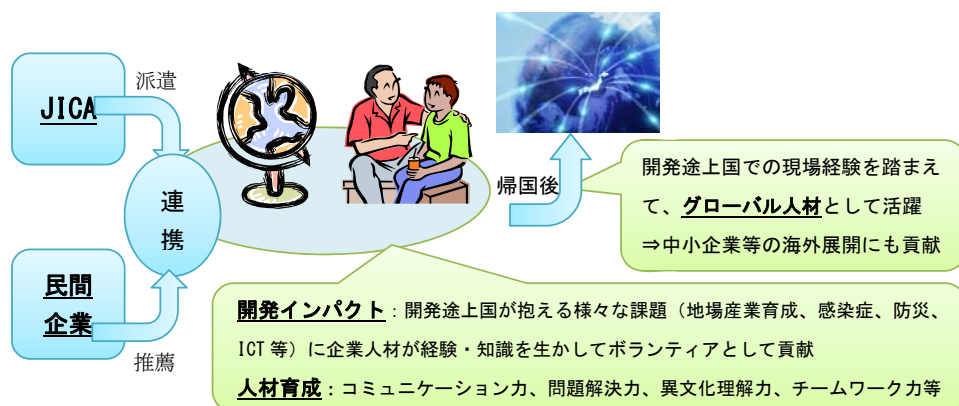 JICA
派遣
連
携
民間
企業
推薦
帰国後
開発途上国での現場経験を踏まえ
て、グローバル人材として活躍
⇒中小企業等の海外展開にも貢献
開発インパクト：開発途上国が抱える様々な課題（地場産業育成、感染症、防災、
ICT 等）に企業人材が経験・知識を生かしてボランティアとして貢献
人材育成：コミュニケーション力、問題解決力、異文化理解力、チームワーク力等